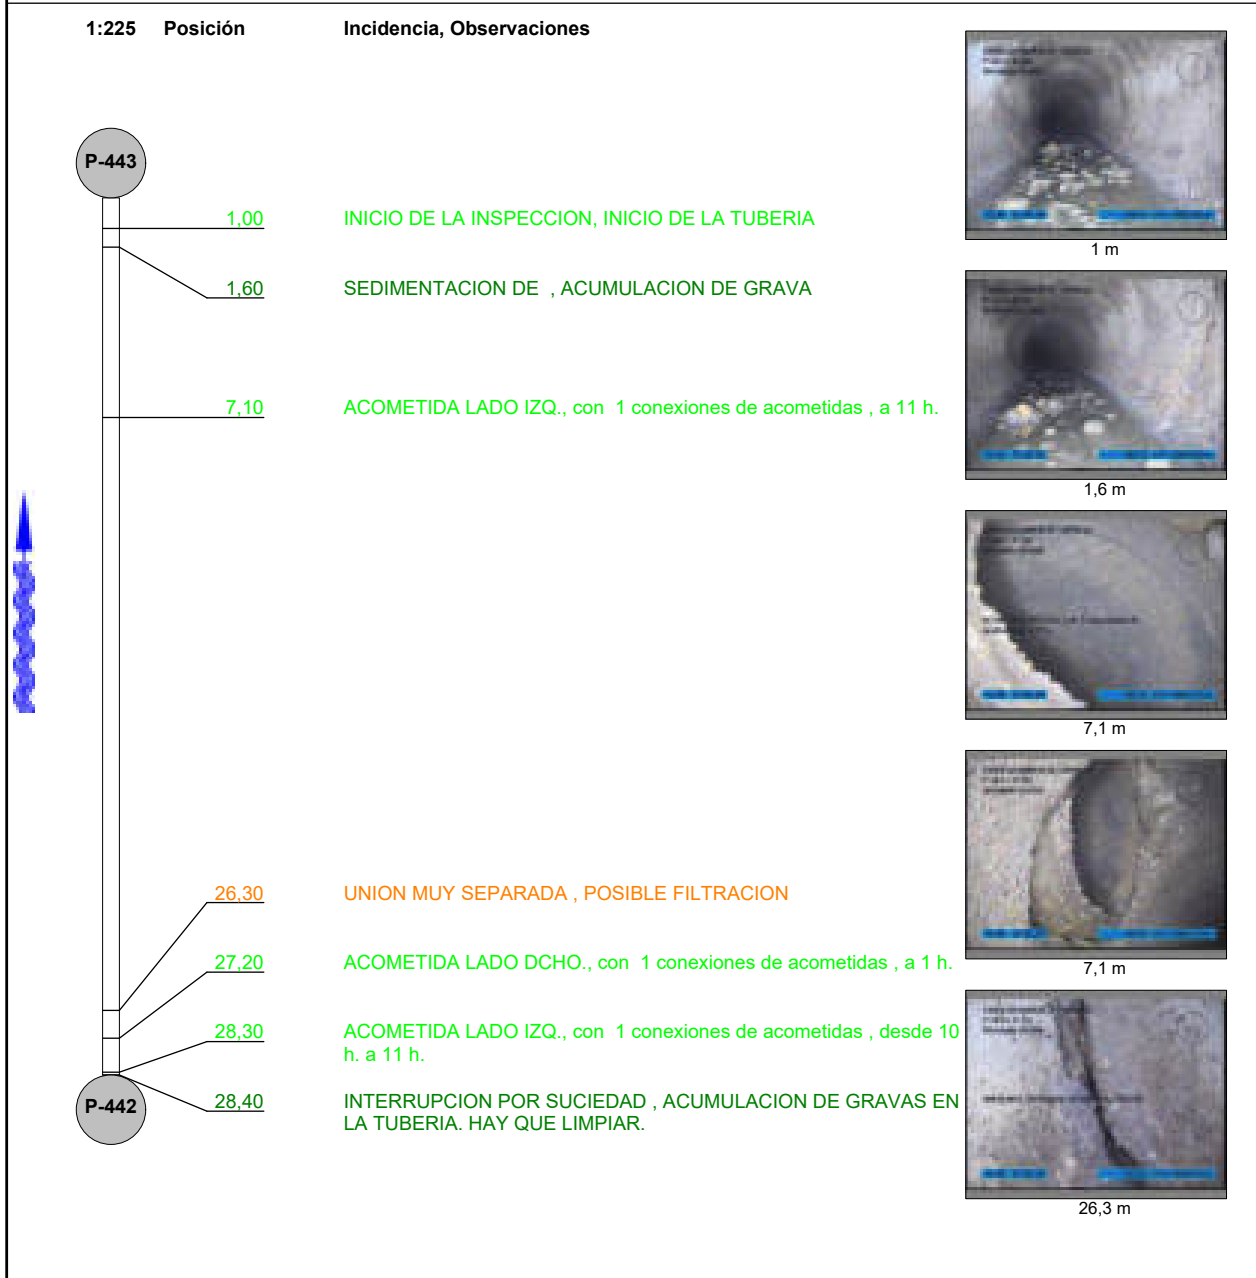 1:225 Posición Incidencia, Observaciones
P-443
1,00 INICIO DE LA INSPECCION, INICIO DE LA TUBERIA
1 m
1,60 SEDIMENTACION DE , ACUMULACION DE GRAVA
7,10 ACOMETIDA LADO IZQ., con 1 conexiones de acometidas , a 11 h.
1,6 m
7,1 m
26,30 UNION MUY SEPARADA , POSIBLE FILTRACION
27,20 ACOMETIDA LADO DCHO., con 1 conexiones de acometidas , a 1 h.
7,1 m
28,30 ACOMETIDA LADO IZQ., con 1 conexiones de acometidas , desde 10
h. a 11 h.
P-442
28,40 INTERRUPCION POR SUCIEDAD , ACUMULACION DE GRAVAS EN
LA TUBERIA. HAY QUE LIMPIAR.
26,3 m